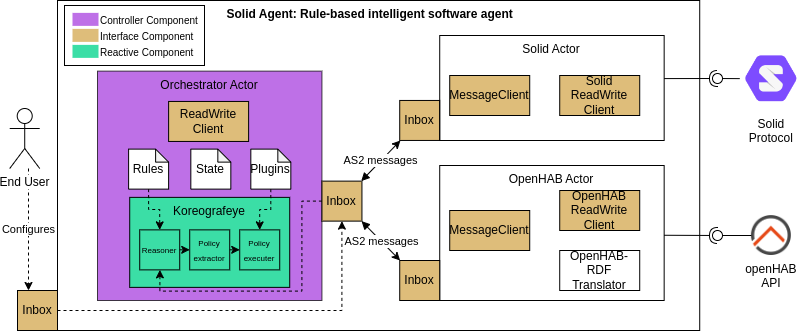 Solid Agent: Rule-based intelligent software agent
Controller Component
Interface Component
Reactive Component
Orchestrator Actor
ReadWrite
Client
Rules
State
Plugins
Koreografeye
Reasoner
Policy
extractor
Policy
executer
Inbox
End User
Configures
Inbox
AS2 messages
AS2 messages
Solid Actor
MessageClient
Solid
ReadWrite
Client
Inbox
OpenHAB Actor
MessageClient
OpenHAB
ReadWrite
Client
OpenHAB-
RDF
Translator
Inbox
Solid
Protocol
openHAB
API